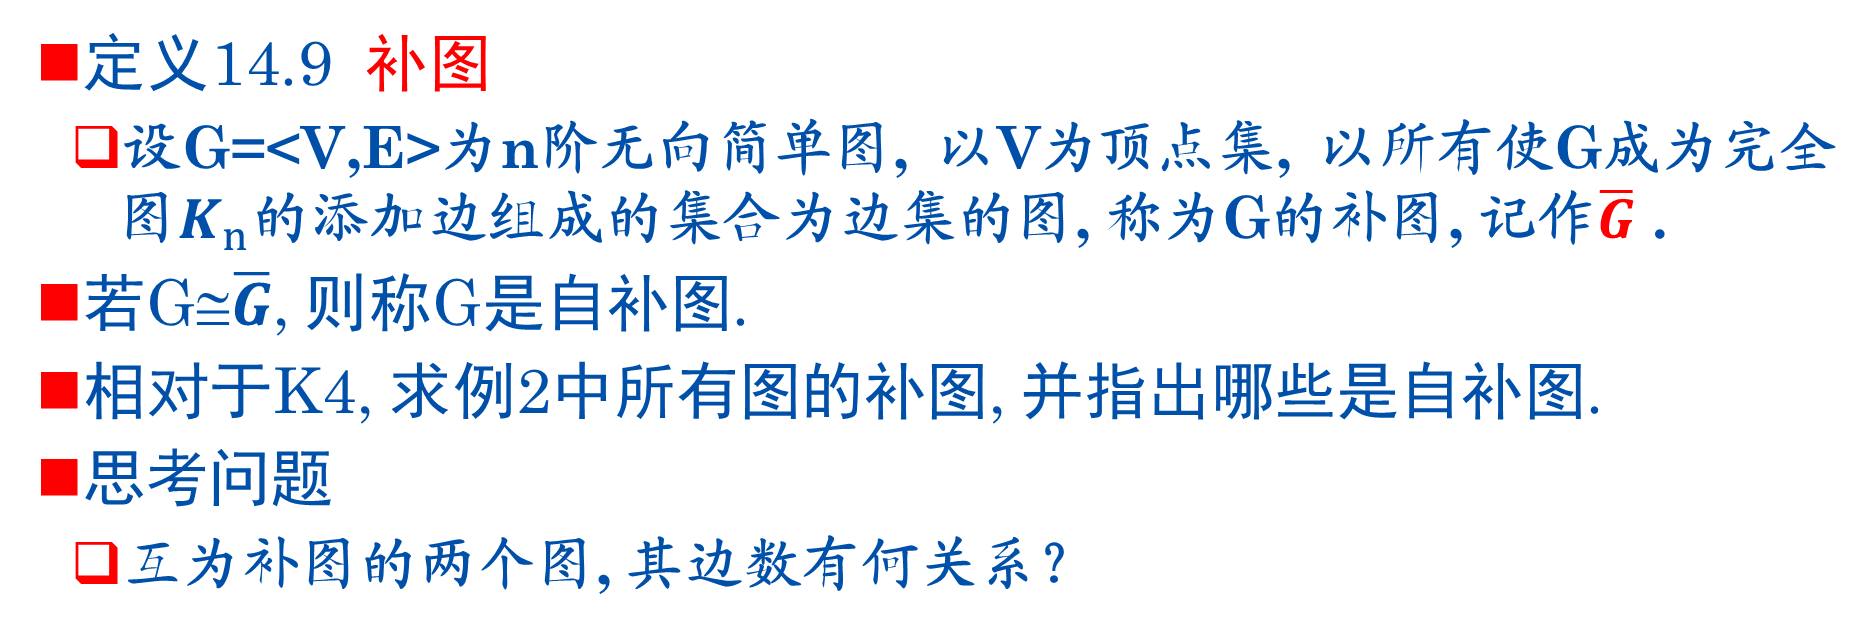 定义14.9 补图
设G=<V,E>为n阶无向简单图, 以V为顶点集, 以所有使G成为完全
图Kₙ的添加边组成的集合为边集的图, 称为G的补图, 记作G̅ .
若G≅G̅, 则称G是自补图.
相对于K4, 求例2中所有图的补图, 并指出哪些是自补图.
思考问题
互为补图的两个图, 其边数有何关系?